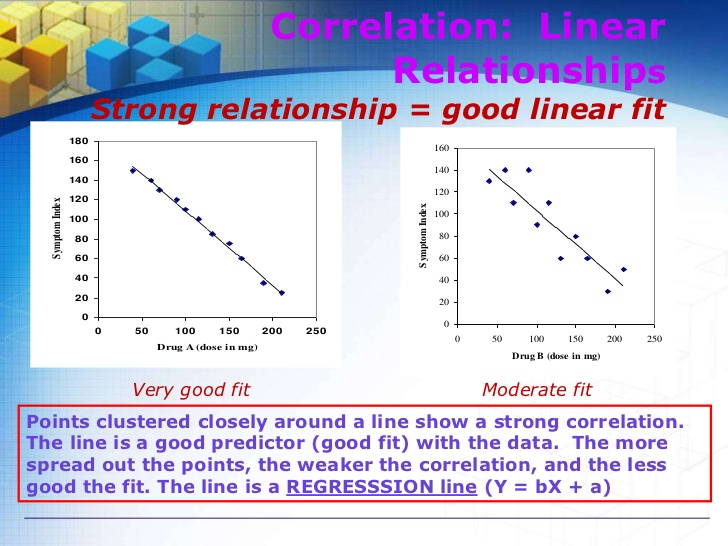 Correlation: Linear
Relationships
Strong relationship = good linear fit
180
160
140
120
100
80
60
40
20
0
Symptom Index
0 50 100 150 200 250
Drug A (dose in mg)
160
140
120
100
80
60
40
20
0
Symptom Index
0 50 100 150 200 250
Drug B (dose in mg)
Very good fit
Moderate fit
Points clustered closely around a line show a strong correlation.
The line is a good predictor (good fit) with the data. The more
spread out the points, the weaker the correlation, and the less
good the fit. The line is a REGRESSSION line (Y = bX + a)